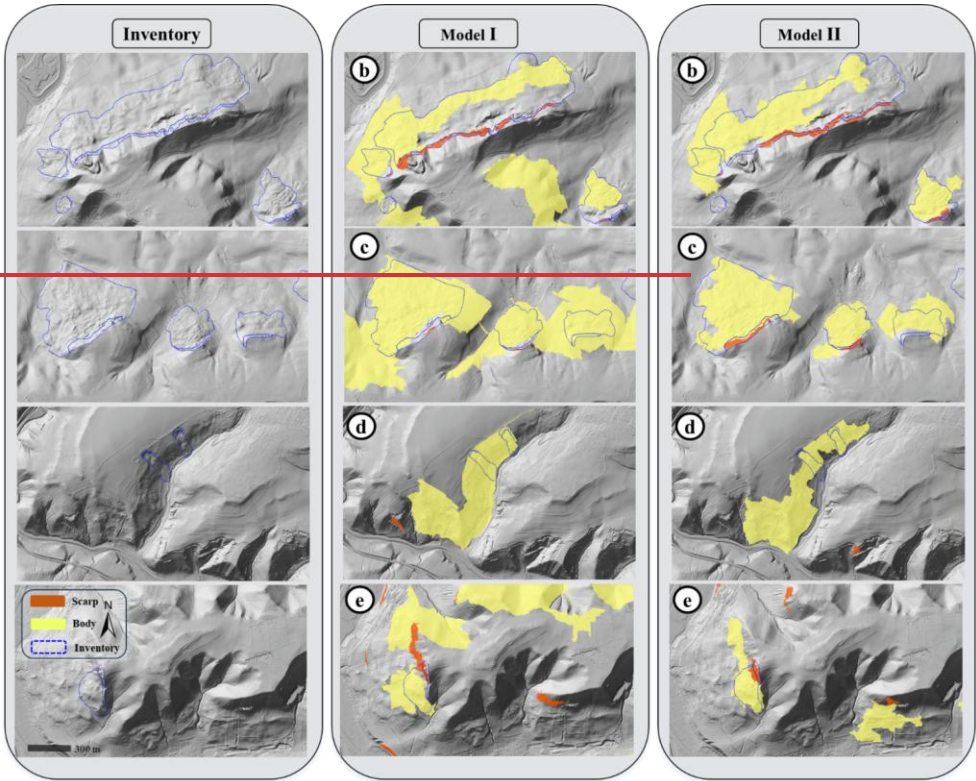 Inventory
Model I
Model II
b
b
c
c
d
d
e
e
Scarp
N
Body
Inventory
300 m